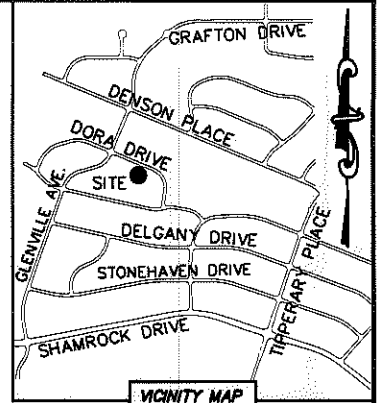 GRAFTON DRIVE
DENSON PLACE
DORA DRIVE
SITE
GLENVILLE AVE.
DELGANY DRIVE
TIPPERARY PLACE
STONEHAVEN DRIVE
SHAMROCK DRIVE
VICINITY MAP